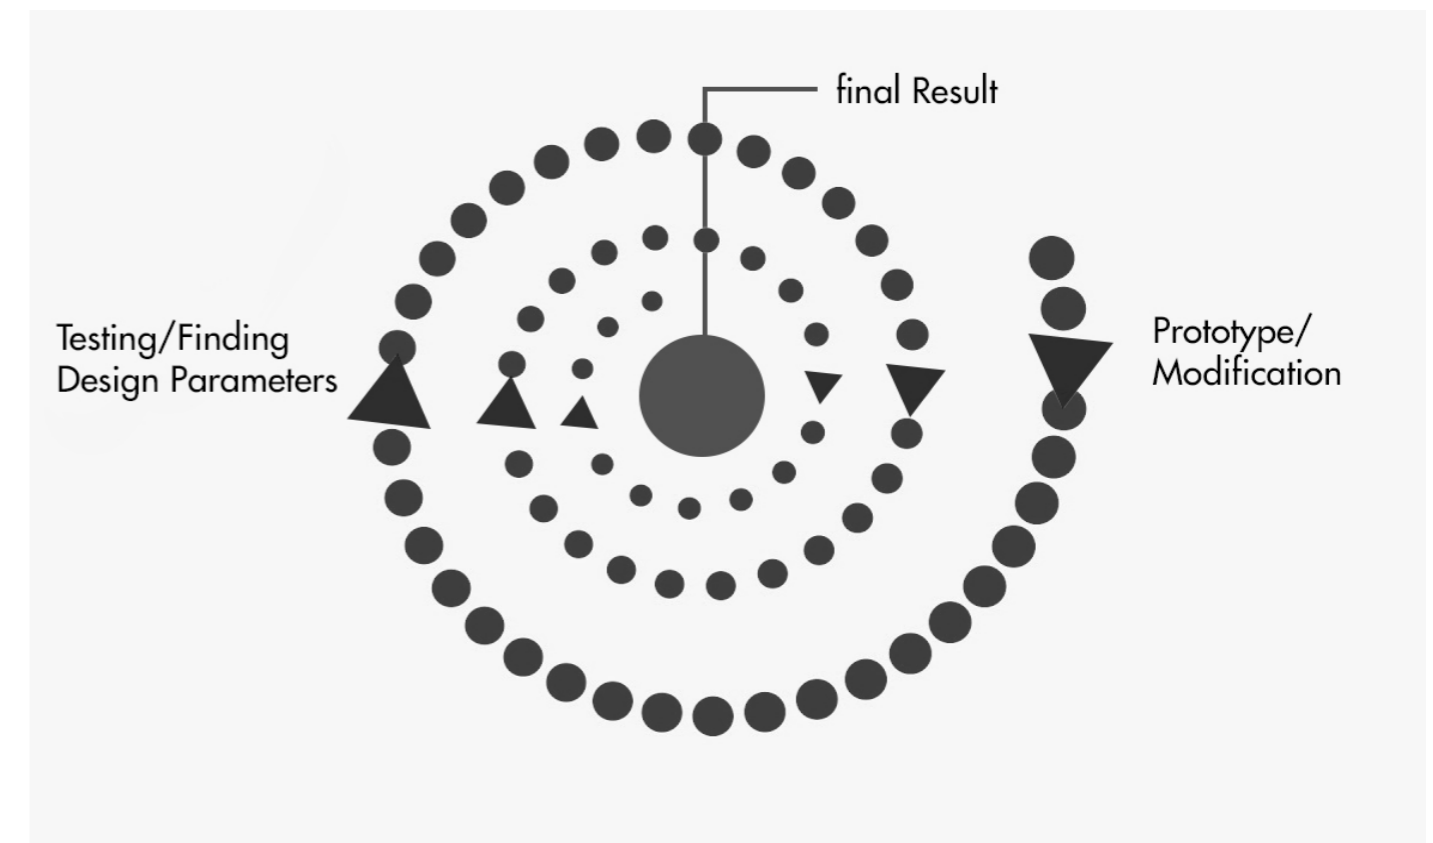 final Result
Testing/Finding
Design Parameters
Prototype/
Modification